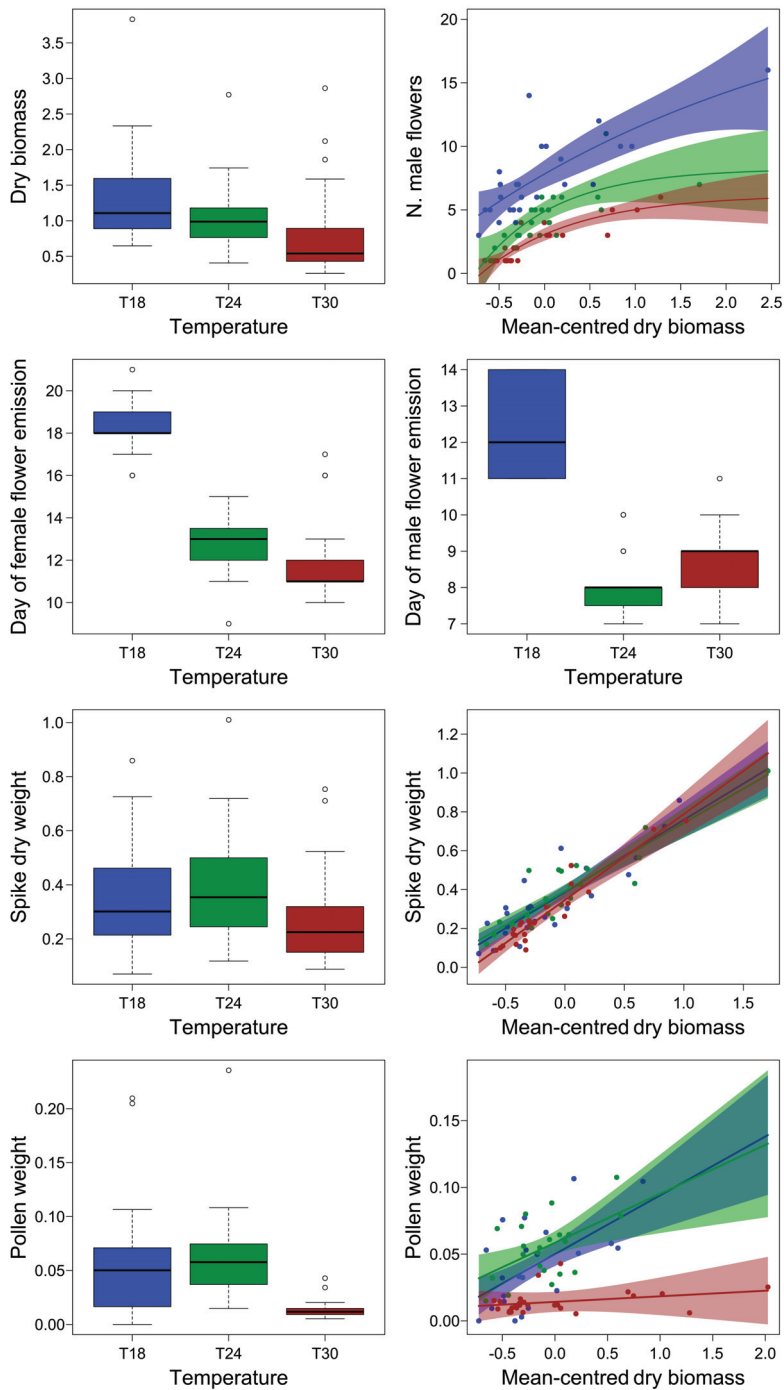 Dry biomass
3.5
3.0
2.5
2.0
1.5
1.0
0.5
T18 T24 T30
Temperature
N. male flowers
20
15
10
5
0
-0.5 0.0 0.5 1.0 1.5 2.0 2.5
Mean-centred dry biomass
Day of female flower emission
20
18
16
14
12
10
T18 T24 T30
Temperature
Day of male flower emission
14
13
12
11
10
9
8
7
T18 T24 T30
Temperature
Spike dry weight
1.0
0.8
0.6
0.4
0.2
T18 T24 T30
Temperature
Spike dry weight
1.2
1.0
0.8
0.6
0.4
0.2
0.0
-0.5 0.0 0.5 1.0 1.5
Mean-centred dry biomass
Pollen weight
0.20
0.15
0.10
0.05
0.00
T18 T24 T30
Temperature
Pollen weight
0.15
0.10
0.05
0.00
-0.5 0.0 0.5 1.0 1.5 2.0
Mean-centred dry biomass